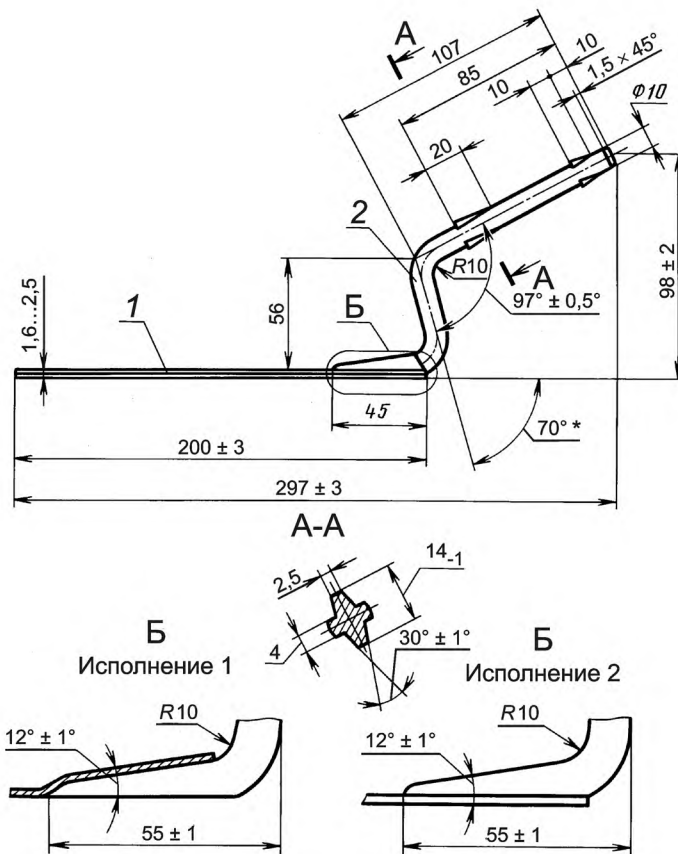 А
107
10
85
1,5 × 45°
10
Ф10
20
2
R10
А
98 ± 2
97° ± 0,5°
56
Б
1,6...2,5
1
45
70° *
200 ± 3
297 ± 3
А-А
2,5
14₋₁
4
30° ± 1°
Б
Исполнение 1
R10
12° ± 1°
55 ± 1
Б
Исполнение 2
R10
12° ± 1°
55 ± 1